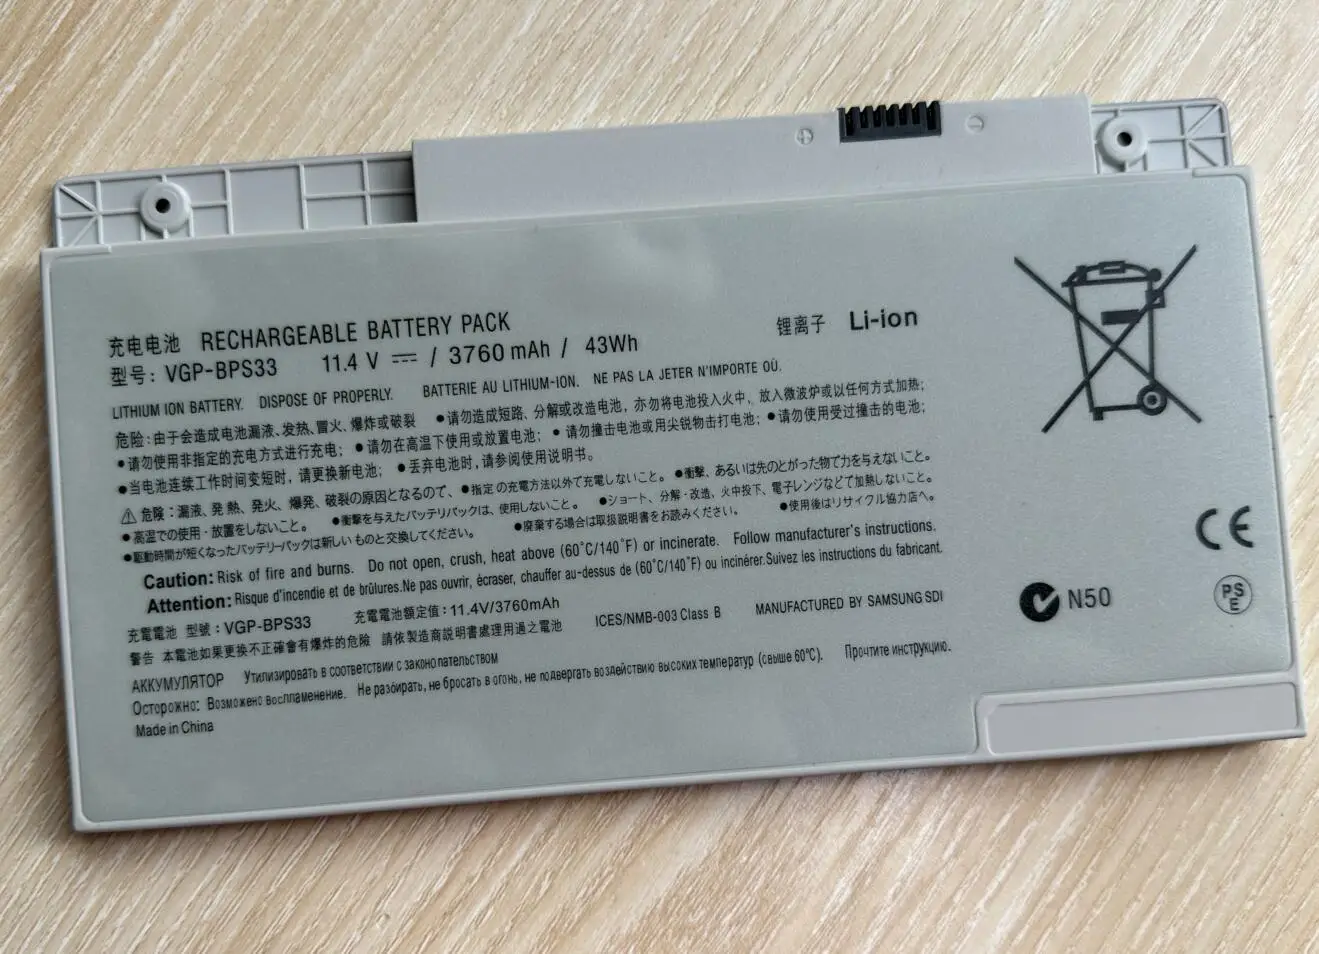 充电电池 RECHARGEABLE BATTERY PACK
锂离子 Li-ion
型号: VGP-BPS33 11.4 V ⎓ / 3760 mAh / 43Wh
LITHIUM ION BATTERY. DISPOSE OF PROPERLY. BATTERIE AU LITHIUM-ION. NE PAS LA JETER N'IMPORTE OÙ.
危险: 由于会造成电池漏液、发热、冒火、爆炸或破裂 ●请勿造成短路、分解或改造电池，亦勿将电池投入火中，放入微波炉或以任何方式加热;
●请勿使用非指定的充电方式进行充电; ●请勿在高温下使用或放置电池; ●请勿撞击电池或用尖锐物击打电池; ●请勿使用受过撞击的电池;
●当电池连续工作时间变短时，请更换新电池; ●丢弃电池时，请参阅使用说明书。
⚠ 危険: 漏液、発熱、発火、爆発、破裂の原因となるので、●指定の充電方法以外で充電しないこと。●衝撃、あるいは先のとがった物で力を与えないこと。
●高温での使用・放置をしないこと。 ●衝撃を与えたバッテリパックは、使用しないこと。 ●ショート、分解・改造、火中投下、電子レンジなどで加熱しないこと。
●駆動時間が短くなったバッテリーパックは新しいものと交換してください。 ●廃棄する場合は取扱説明書をお読みください。 ●使用後はリサイクル協力店へ。
Caution: Risk of fire and burns. Do not open, crush, heat above (60°C/140°F) or incinerate. Follow manufacturer's instructions.
Attention: Risque d'incendie et de brûlures.Ne pas ouvrir, écraser, chauffer au-dessus de (60°C/140°F) ou incinérer.Suivez les instructions du fabricant.
充電電池 型號: VGP-BPS33 充電電池額定值: 11.4V/3760mAh ICES/NMB-003 Class B MANUFACTURED BY SAMSUNG SDI
警告 本電池如果更換不正確會有爆炸的危險 請依製造商説明書處理用過之電池
АККУМУЛЯТОР Утилизировать в соответствии с законопательством
Осторожно: Возможено воспламенение. Не разбирать, не бросать в огонь, не подвергать воздействию высоких температур (свыше 60°C). Прочтите инструкцию.
Made in China
CE
N50
PS
E